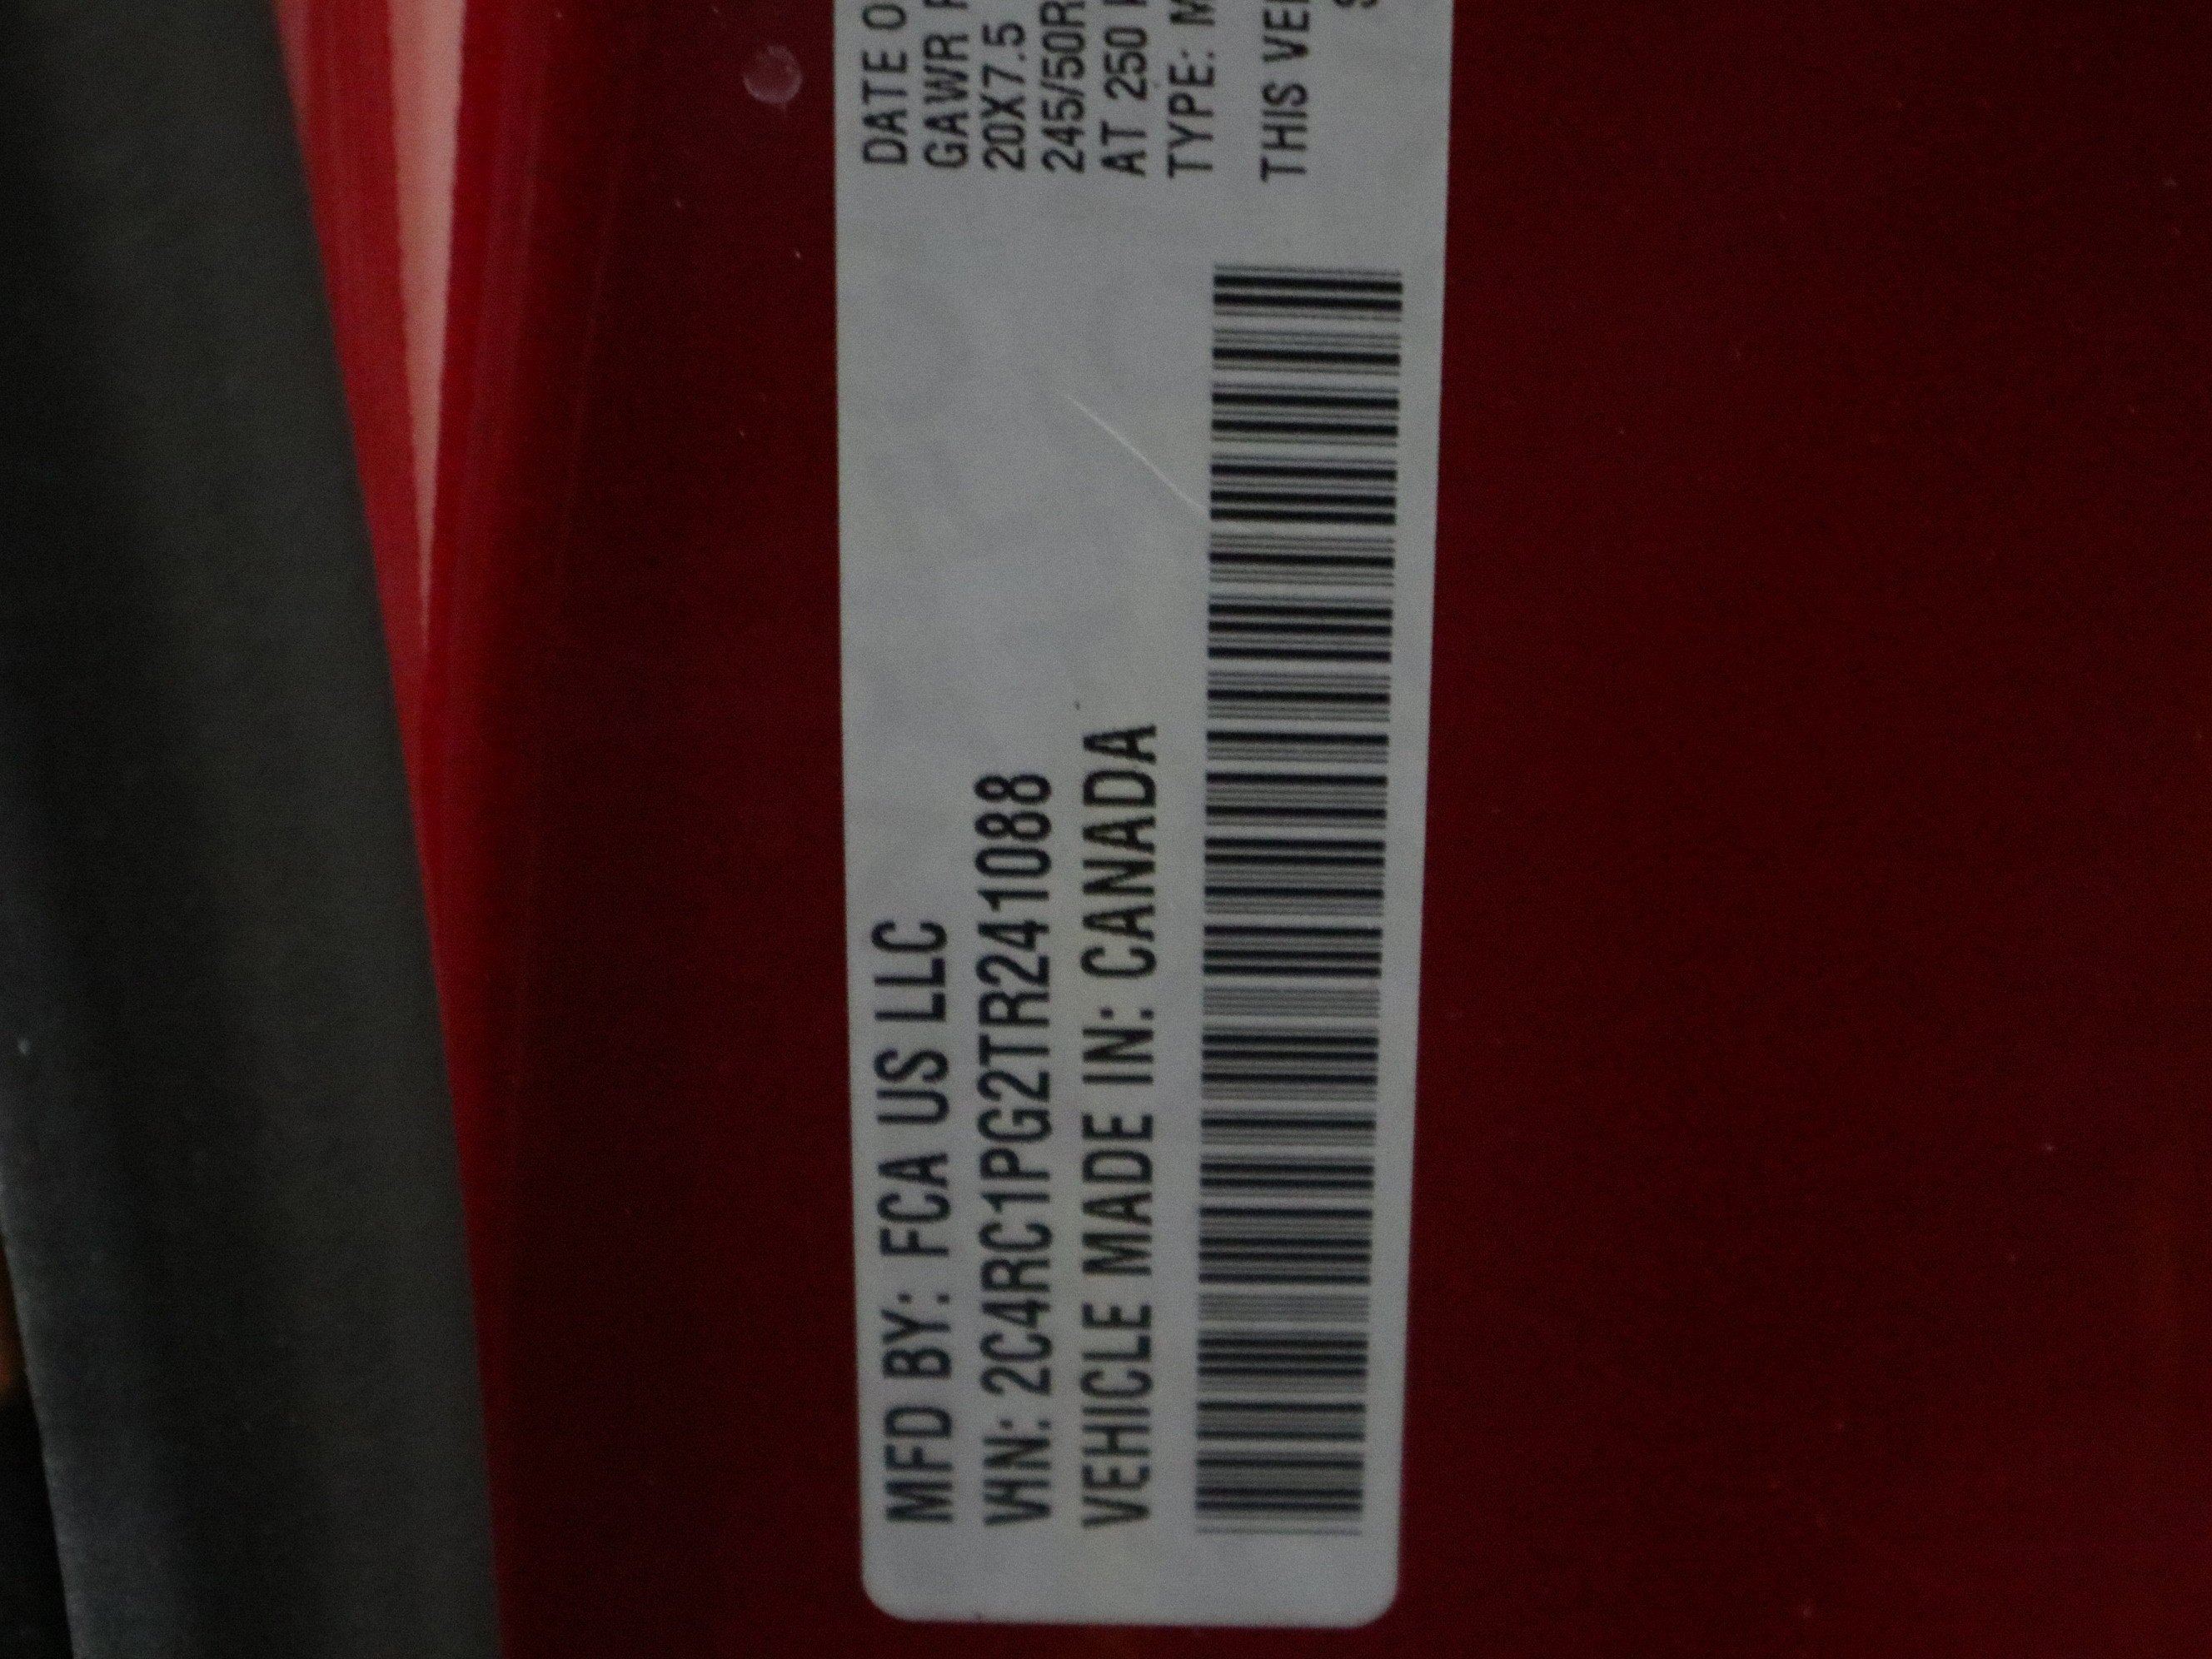 MFD BY: FCA US LLC
VIN: 2C4RC1PG2TR241088
VEHICLE MADE IN: CANADA
DATE O
GAWR
20X7.5
245/50R
AT 250
TYPE: M
THIS VEH